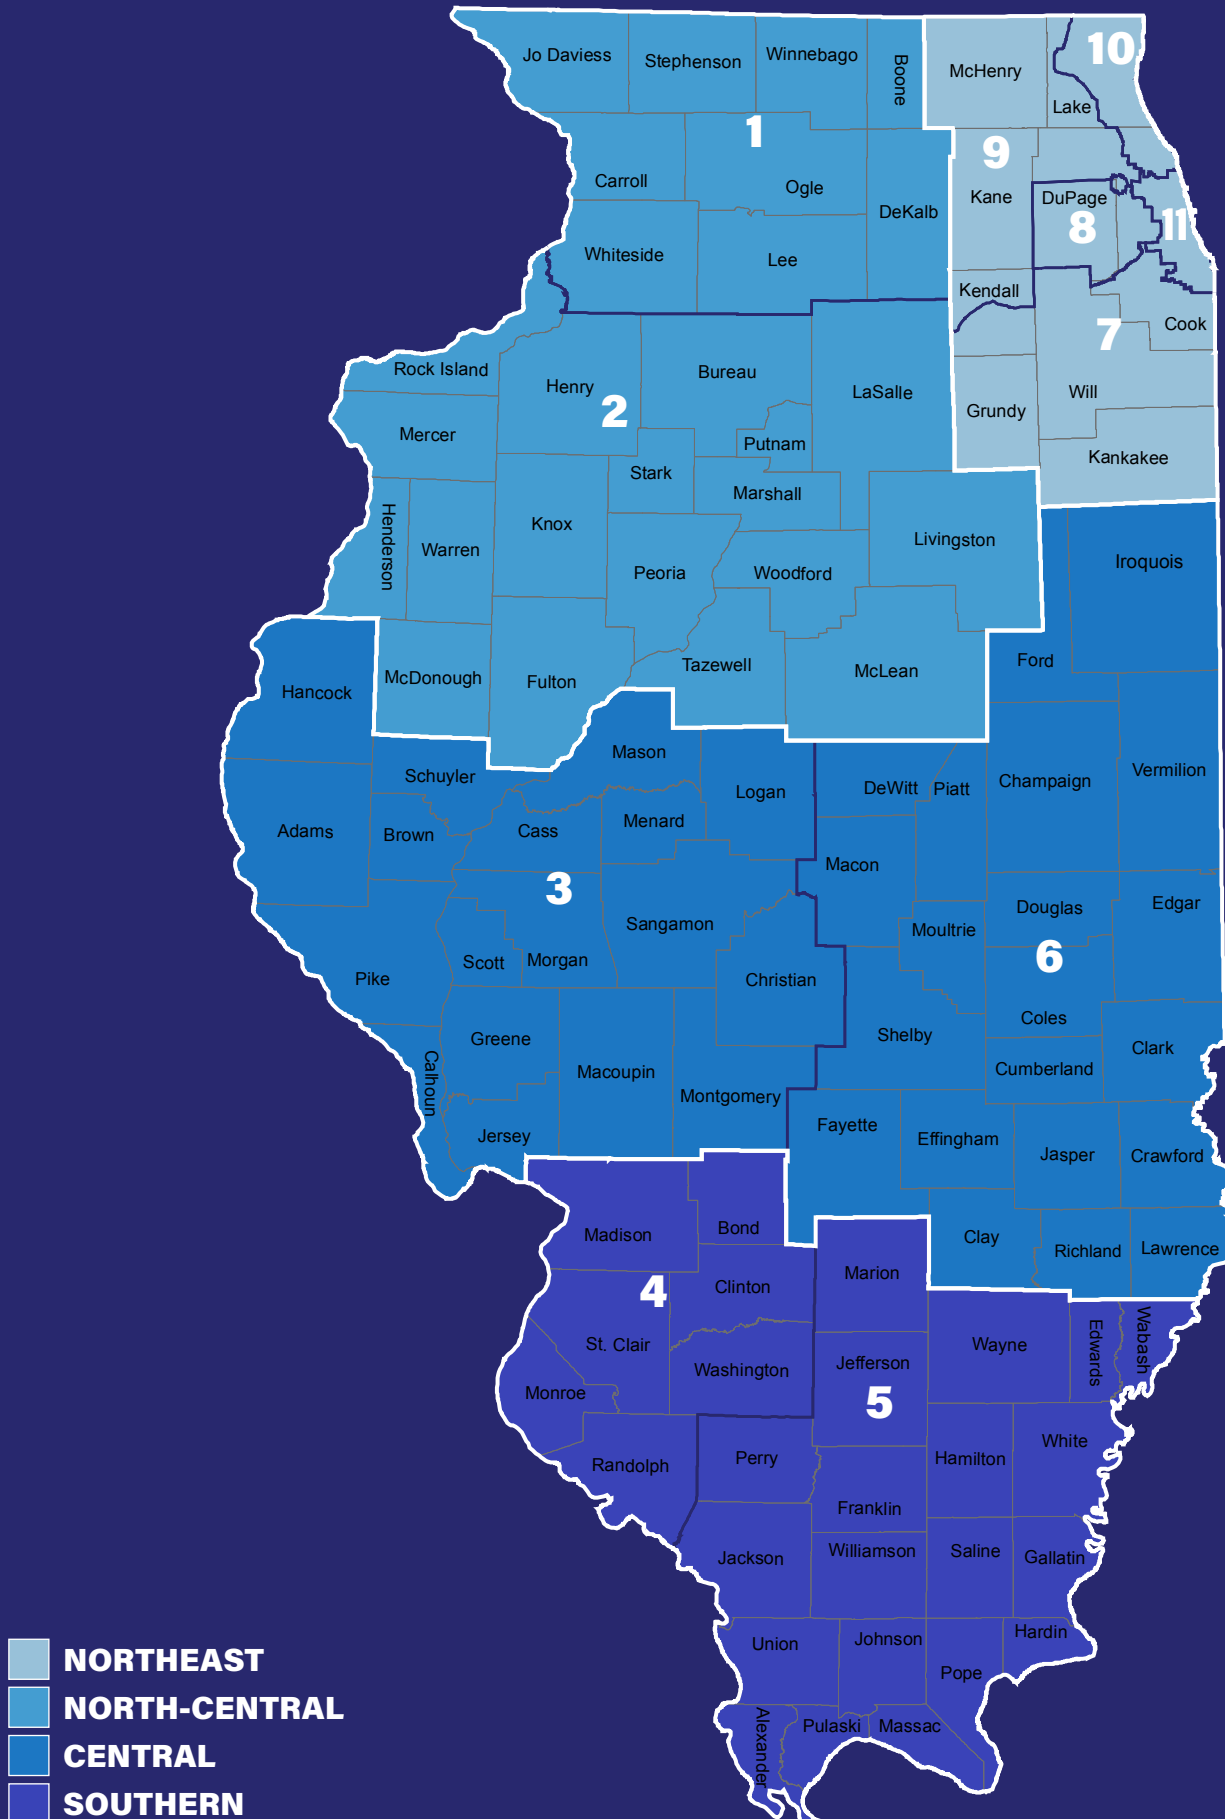 10
Jo Daviess
Stephenson
Winnebago
Boone
McHenry
Lake
1
9
Carroll
Ogle
DeKalb
Kane
DuPage
8
11
Whiteside
Lee
Kendall
Cook
7
Rock Island
Henry
2
Bureau
LaSalle
Will
Grundy
Mercer
Putnam
Kankakee
Stark
Marshall
Henderson
Warren
Knox
Peoria
Woodford
Livingston
Iroquois
McDonough
Fulton
Tazewell
McLean
Ford
Hancock
Mason
Schuyler
Logan
DeWitt
Piatt
Champaign
Vermilion
Adams
Brown
Cass
Menard
Macon
3
Sangamon
Douglas
Edgar
Moultrie
6
Scott
Morgan
Pike
Christian
Coles
Shelby
Greene
Clark
Calhoun
Macoupin
Cumberland
Montgomery
Jersey
Fayette
Effingham
Jasper
Crawford
Madison
Bond
Clay
Richland
Lawrence
4
Clinton
Marion
St. Clair
Washington
Jefferson
5
Wayne
Edwards
Wabash
Monroe
Randolph
Perry
Hamilton
White
Franklin
Jackson
Williamson
Saline
Gallatin
Union
Johnson
Hardin
Pope
Alexander
Pulaski
Massac
NORTHEAST
NORTH-CENTRAL
CENTRAL
SOUTHERN